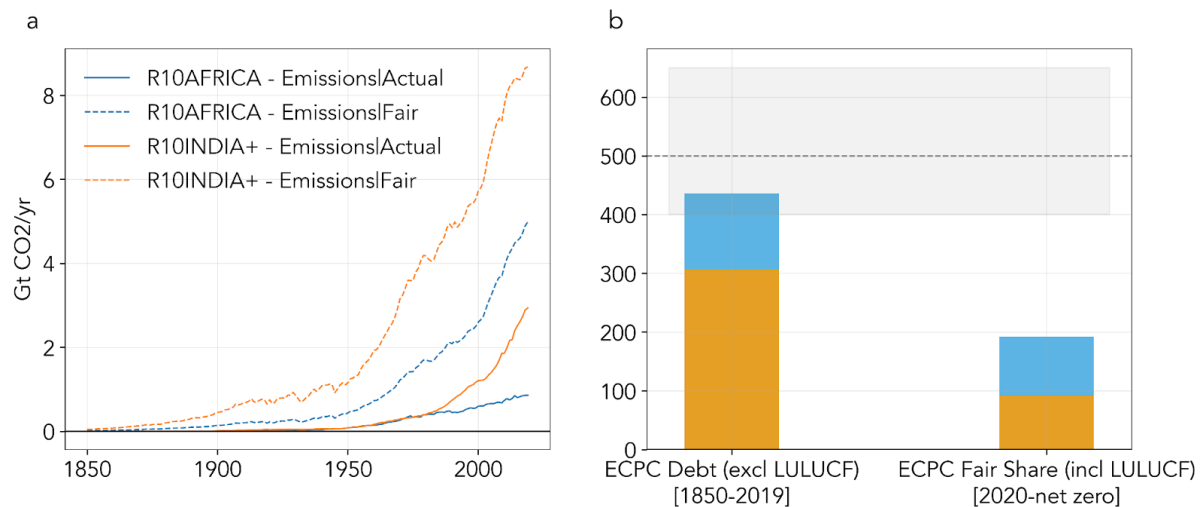 a
8
6
4
2
0
Gt CO2/yr
R10AFRICA - Emissions|Actual
R10AFRICA - Emissions|Fair
R10INDIA+ - Emissions|Actual
R10INDIA+ - Emissions|Fair
1850
1900
1950
2000
b
600
500
400
300
200
100
0
ECPC Debt (excl LULUCF)
[1850-2019]
ECPC Fair Share (incl LULUCF)
[2020-net zero]